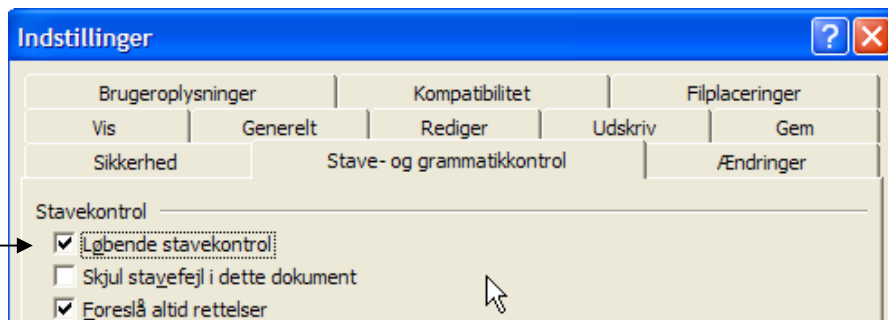 Indstillinger
Brugeroplysninger Kompatibilitet Filplaceringer
Vis Generelt Rediger Udskriv Gem
Sikkerhed Stave- og grammatikkontrol Ændringer
Stavekontrol
Løbende stavekontrol
Skjul stavefejl i dette dokument
Foreslå altid rettelser